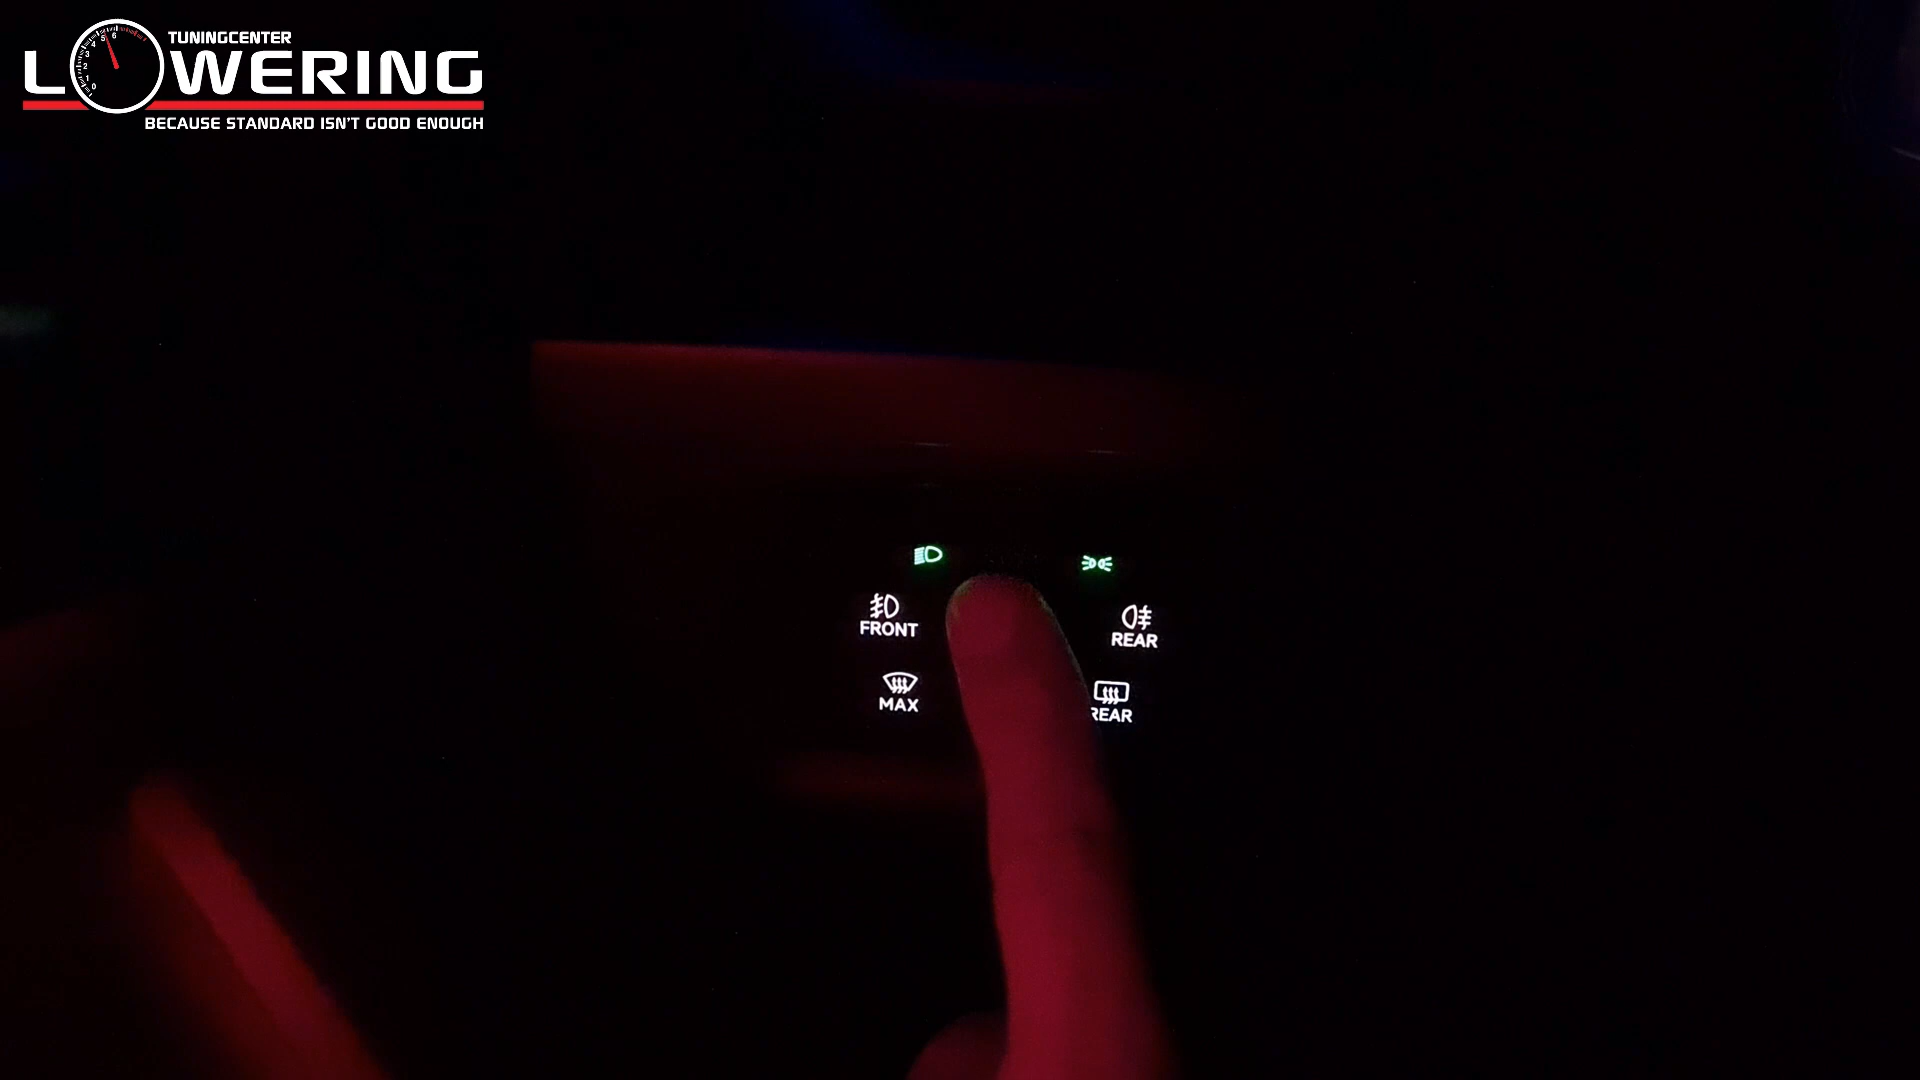 TUNINGCENTER
LOWERING
BECAUSE STANDARD ISN'T GOOD ENOUGH
FRONT
REAR
MAX
REAR